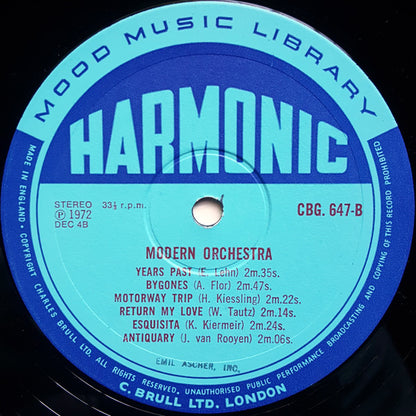 MOOD MUSIC LIBRARY
HARMONIC
STEREO 33⅓ r.p.m.
Ⓟ 1972
DEC 4B
CBG. 647-B
MODERN ORCHESTRA
YEARS PAST (E. Lehn) 2m.35s.
BYGONES (A. Flor) 2m.47s.
MOTORWAY TRIP (H. Kiessling) 2m.22s.
RETURN MY LOVE (W. Tautz) 2m.14s.
ESQUISITA (K. Kiermeir) 2m.24s.
ANTIQUARY (J. van Rooyen) 2m.06s.
EMIL ASCHER, INC.
MADE IN ENGLAND · COPYRIGHT CHARLES BRULL LTD. ALL RIGHTS RESERVED. UNAUTHORISED PUBLIC PERFORMANCE BROADCASTING AND COPYING OF THIS RECORD PROHIBITED
C. BRULL LTD. LONDON